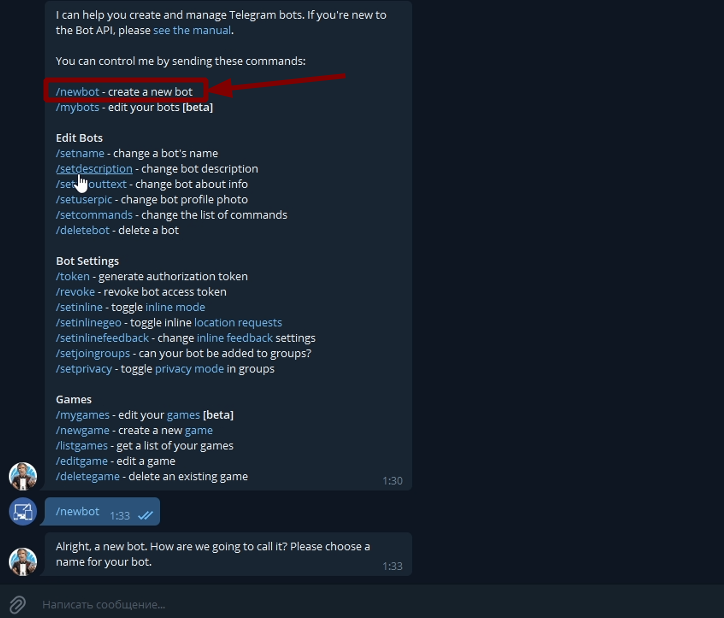 I can help you create and manage Telegram bots. If you're new to
the Bot API, please see the manual.
You can control me by sending these commands:
/newbot - create a new bot
/mybots - edit your bots [beta]
Edit Bots
/setname - change a bot's name
/setdescription - change bot description
- change bot about info
/setuserpic - change bot profile photo
/setcommands - change the list of commands
/deletebot - delete a bot
Bot Settings
/token - generate authorization token
/revoke - revoke bot access token
/setinline - toggle inline mode
/setinlinegeo - toggle inline location requests
/setinlinefeedback - change inline feedback settings
/setjoingroups - can your bot be added to groups?
/setprivacy - toggle privacy mode in groups
Games
/mygames - edit your games [beta]
/newgame - create a new game
/listgames - get a list of your games
/editgame - edit a game
/deletegame - delete an existing game
1:30
/newbot 1:33
Alright, a new bot. How are we going to call it? Please choose a
name for your bot.
1:33
Написать сообщение...